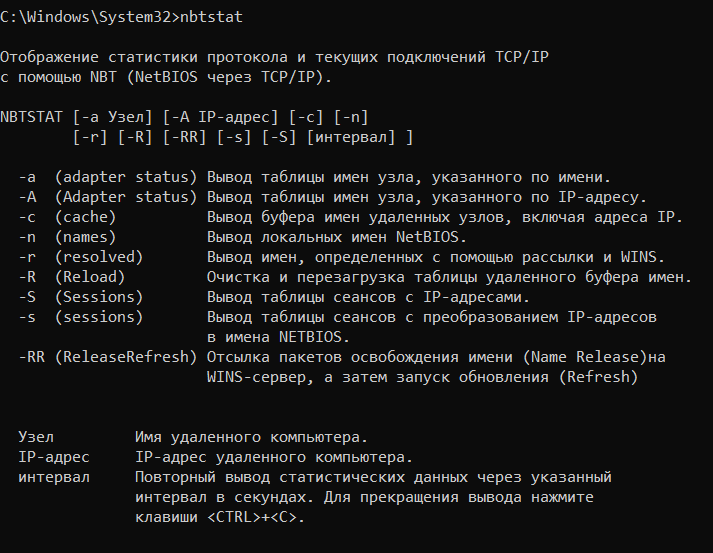 C:\Windows\System32>nbtstat
Отображение статистики протокола и текущих подключений TCP/IP
с помощью NBT (NetBIOS через TCP/IP).
NBTSTAT [-a Узел] [-A IP-адрес] [-c] [-n]
[-r] [-R] [-RR] [-s] [-S] [интервал] ]
-a (adapter status) Вывод таблицы имен узла, указанного по имени.
-A (Adapter status) Вывод таблицы имен узла, указанного по IP-адресу.
-c (cache) Вывод буфера имен удаленных узлов, включая адреса IP.
-n (names) Вывод локальных имен NetBIOS.
-r (resolved) Вывод имен, определенных с помощью рассылки и WINS.
-R (Reload) Очистка и перезагрузка таблицы удаленного буфера имен.
-S (Sessions) Вывод таблицы сеансов с IP-адресами.
-s (sessions) Вывод таблицы сеансов с преобразованием IP-адресов
в имена NETBIOS.
-RR (ReleaseRefresh) Отсылка пакетов освобождения имени (Name Release)на
WINS-сервер, а затем запуск обновления (Refresh)
Узел Имя удаленного компьютера.
IP-адрес IP-адрес удаленного компьютера.
интервал Повторный вывод статистических данных через указанный
интервал в секундах. Для прекращения вывода нажмите
клавиши <CTRL>+<C>.